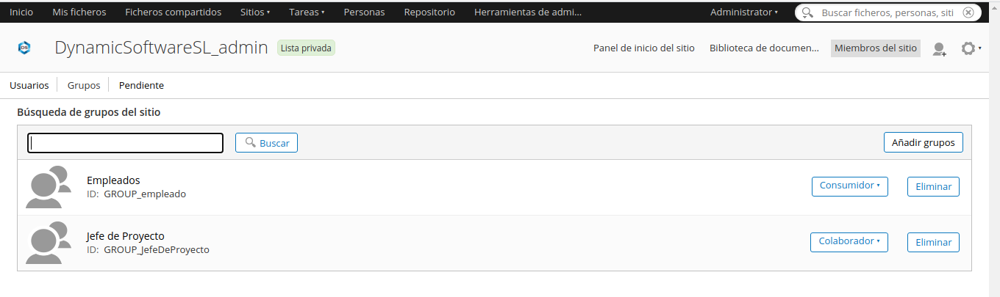 Inicio Mis ficheros Ficheros compartidos Sitios Tareas Personas Repositorio Herramientas de admi... Administrator Buscar ficheros, personas, siti
DS DynamicSoftwareSL_admin Lista privada Panel de inicio del sitio Biblioteca de documen... Miembros del sitio
Usuarios Grupos Pendiente
Búsqueda de grupos del sitio
Buscar Añadir grupos
Empleados
ID: GROUP_empleado Consumidor Eliminar
Jefe de Proyecto
ID: GROUP_JefeDeProyecto Colaborador Eliminar